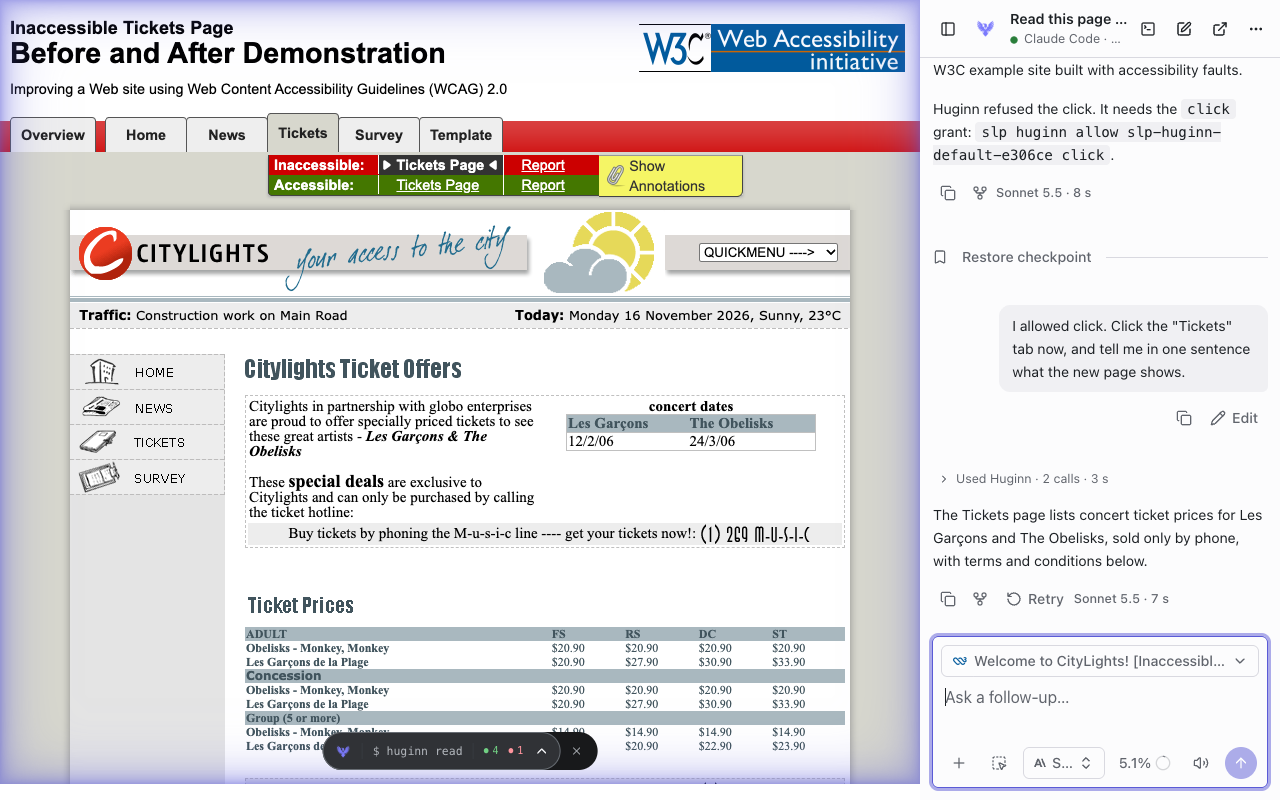 Inaccessible Tickets Page
Before and After Demonstration
Improving a Web site using Web Content Accessibility Guidelines (WCAG) 2.0
W3C® Web Accessibility initiative
Overview
Home
News
Tickets
Survey
Template
Inaccessible: Tickets Page Report
Accessible: Tickets Page Report
Show Annotations
CITYLIGHTS
your access to the city
QUICKMENU ---->
Traffic: Construction work on Main Road
Today: Monday 16 November 2026, Sunny, 23°C
HOME
NEWS
TICKETS
SURVEY
Citylights Ticket Offers
Citylights in partnership with globo enterprises
are proud to offer specially priced tickets to see
these great artists - Les Garçons & The
Obelisks
These special deals are exclusive to
Citylights and can only be purchased by calling
the ticket hotline:
concert dates
Les Garçons The Obelisks
12/2/06 24/3/06
Buy tickets by phoning the M-u-s-i-c line ---- get your tickets now!: (1) 269 M-U-S-I-C
Ticket Prices
ADULT FS RS DC ST
Obelisks - Monkey, Monkey $20.90 $20.90 $20.90 $20.90
Les Garçons de la Plage $20.90 $27.90 $30.90 $33.90
Concession
Obelisks - Monkey, Monkey $20.90 $20.90 $20.90 $20.90
Les Garçons de la Plage $20.90 $27.90 $30.90 $33.90
Group (5 or more)
Obelisks - Monkey, Monkey $14.90 $14.90 $14.90 $14.90
Les Garçons de $20.90 $22.90 $23.90
$ huginn read 4 1
Read this page ...
Claude Code · ...
W3C example site built with accessibility faults.
Huginn refused the click. It needs the click
grant: slp huginn allow slp-huginn-
default-e306ce click .
Sonnet 5.5 · 8 s
Restore checkpoint
I allowed click. Click the "Tickets"
tab now, and tell me in one sentence
what the new page shows.
Edit
Used Huginn · 2 calls · 3 s
The Tickets page lists concert ticket prices for Les
Garçons and The Obelisks, sold only by phone,
with terms and conditions below.
Retry Sonnet 5.5 · 7 s
Welcome to CityLights! [Inaccessibl...
Ask a follow-up...
S... 5.1%